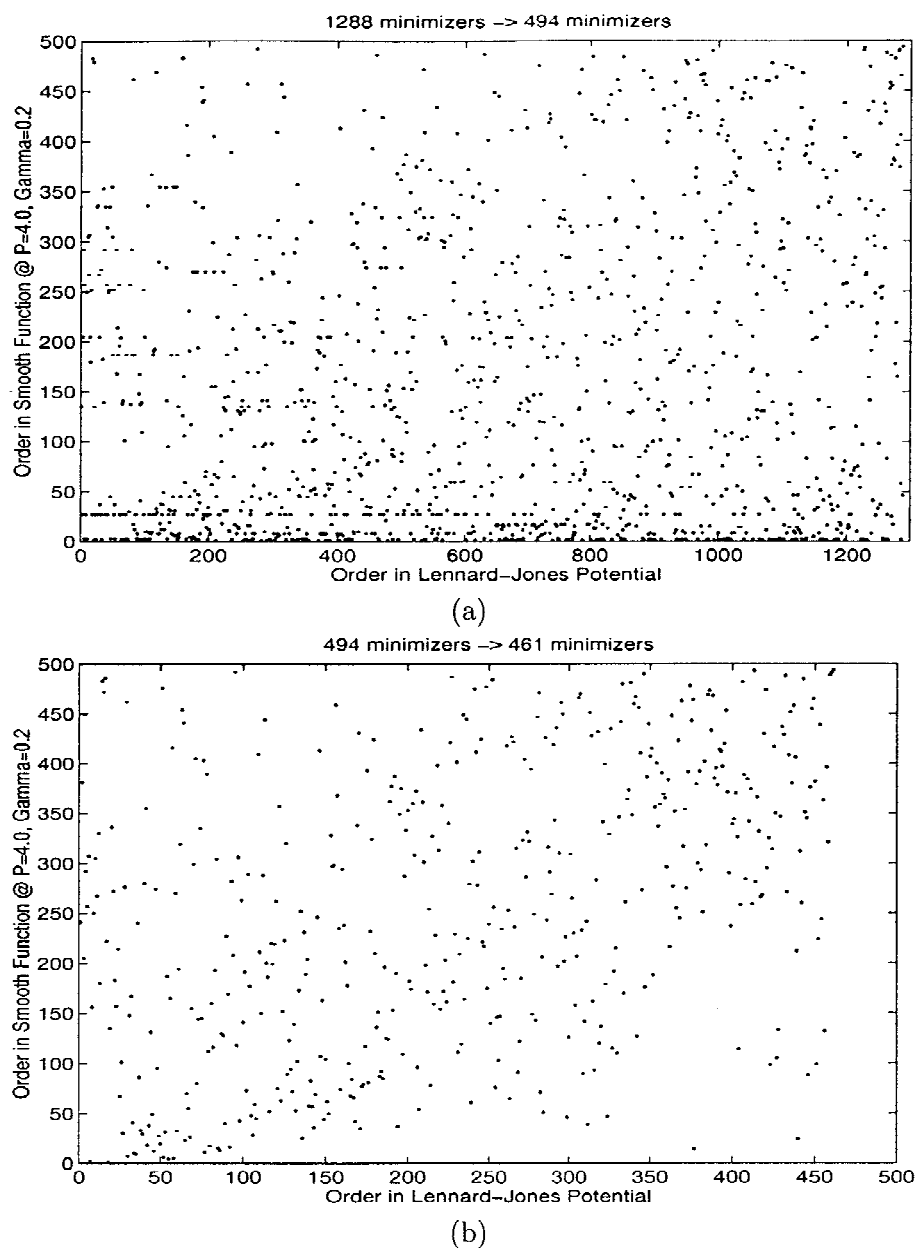 1288 minimizers -> 494 minimizers
Order in Smooth Function @ P=4.0, Gamma=0.2
500
450
400
350
300
250
200
150
100
50
0
0 200 400 600 800 1000 1200
Order in Lennard-Jones Potential
(a)
494 minimizers -> 461 minimizers
Order in Smooth Function @ P=4.0, Gamma=0.2
500
450
400
350
300
250
200
150
100
50
0
0 50 100 150 200 250 300 350 400 450 500
Order in Lennard-Jones Potential
(b)